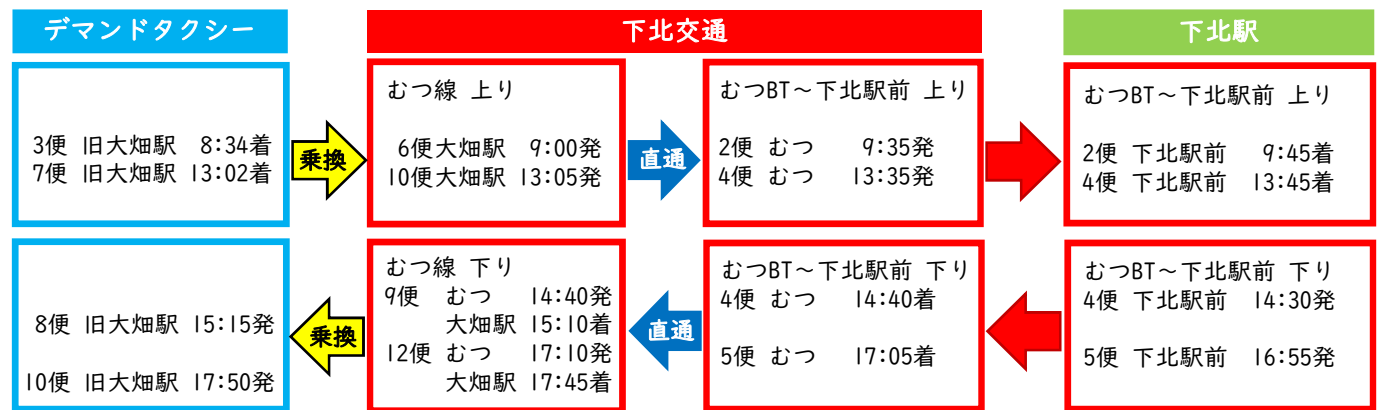 デマンドタクシー
下北交通
下北駅
3便 旧大畑駅 8:34着
7便 旧大畑駅 13:02着
乗換
むつ線 上り
6便大畑駅 9:00発
10便大畑駅 13:05発
直通
むつBT～下北駅前 上り
2便 むつ 9:35発
4便 むつ 13:35発
むつBT～下北駅前 上り
2便 下北駅前 9:45着
4便 下北駅前 13:45着
8便 旧大畑駅 15:15発
10便 旧大畑駅 17:50発
乗換
むつ線 下り
9便 むつ 14:40発
大畑駅 15:10着
12便 むつ 17:10発
大畑駅 17:45着
直通
むつBT～下北駅前 下り
4便 むつ 14:40着
5便 むつ 17:05着
むつBT～下北駅前 下り
4便 下北駅前 14:30発
5便 下北駅前 16:55発